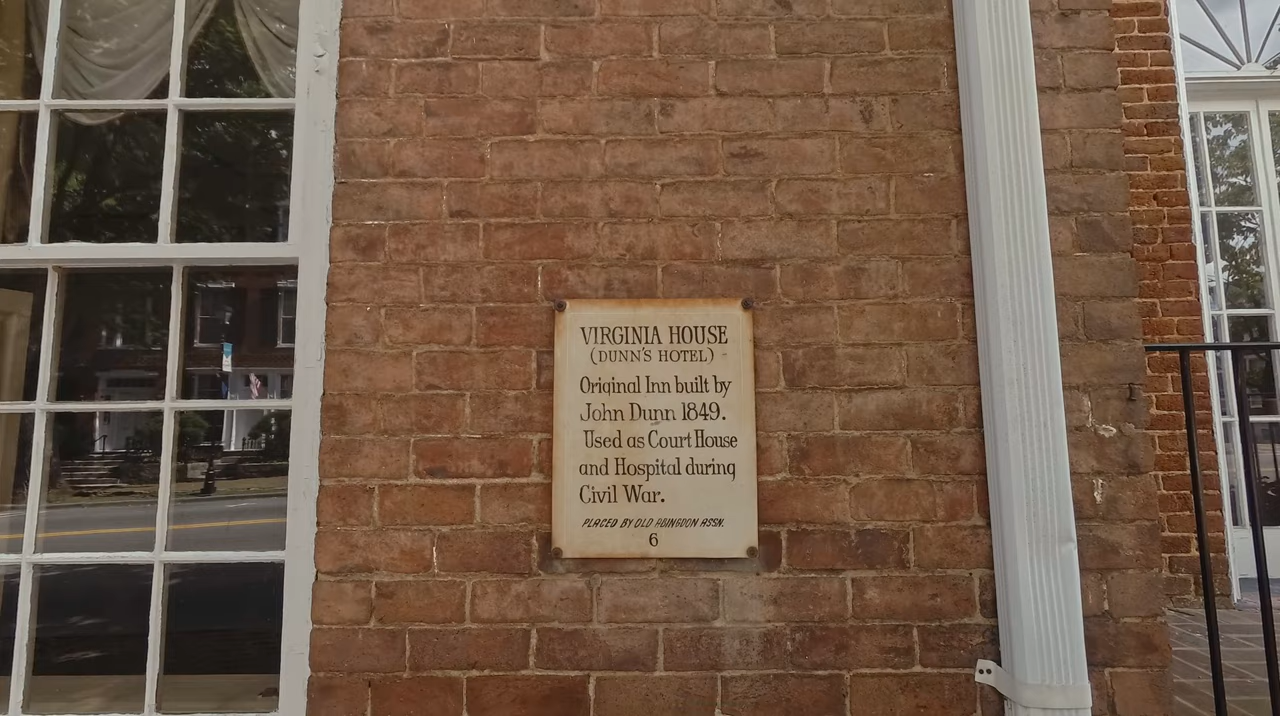 VIRGINIA HOUSE
(DUNN'S HOTEL)
Original Inn built by
John Dunn 1849.
Used as Court House
and Hospital during
Civil War.
PLACED BY OLD ABINGDON ASSN.
6